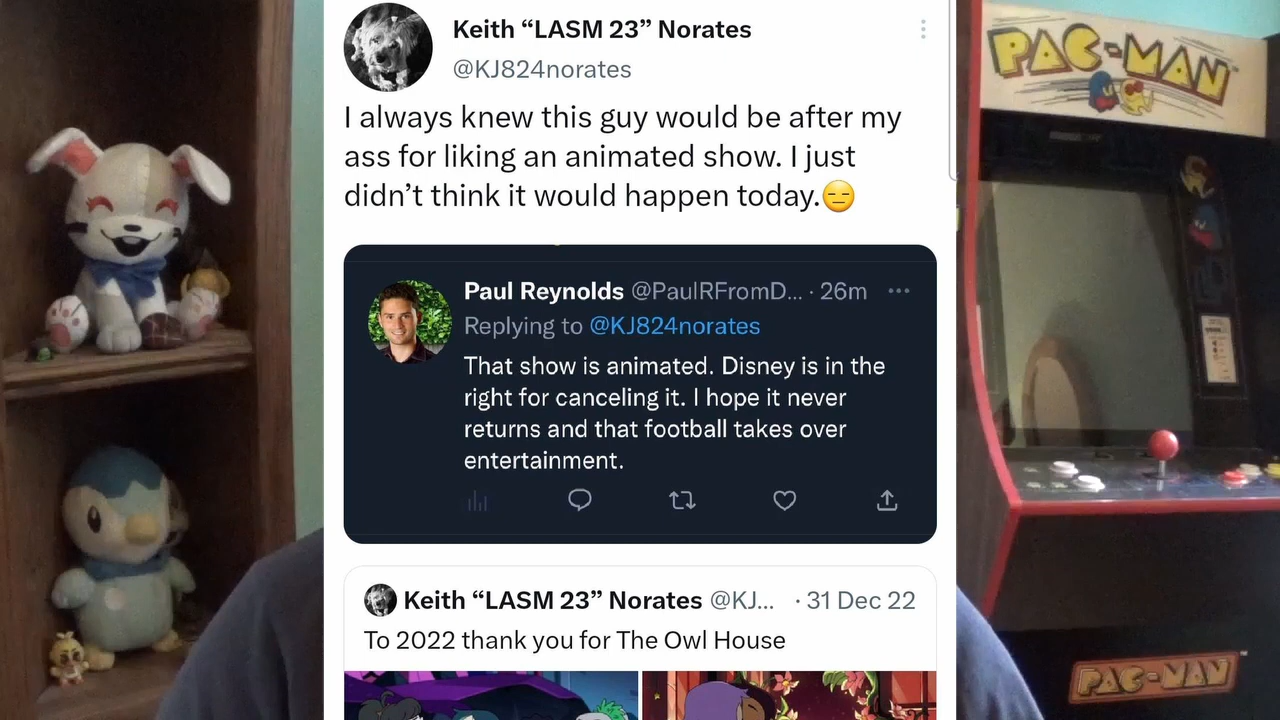 Keith “LASM 23” Norates
@KJ824norates
I always knew this guy would be after my
ass for liking an animated show. I just
didn’t think it would happen today.😑
Paul Reynolds @PaulRFromD... · 26m
Replying to @KJ824norates
That show is animated. Disney is in the
right for canceling it. I hope it never
returns and that football takes over
entertainment.
Keith “LASM 23” Norates @KJ... · 31 Dec 22
To 2022 thank you for The Owl House
PAC-MAN
PAC-MAN